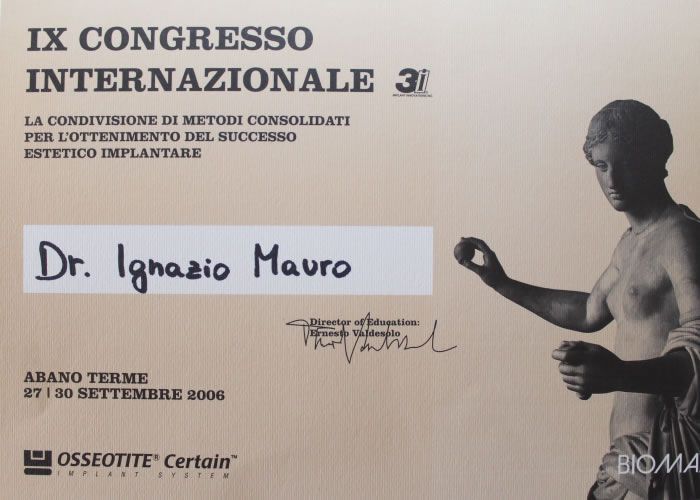 IX CONGRESSO
INTERNAZIONALE 3i
IMPLANT INNOVATIONS INC.
LA CONDIVISIONE DI METODI CONSOLIDATI
PER L'OTTENIMENTO DEL SUCCESSO
ESTETICO IMPLANTARE
Dr. Ignazio Mauro
Director of Education:
Ernesto Valdesolo
ABANO TERME
27 | 30 SETTEMBRE 2006
OSSEOTITE® Certain™
IMPLANT SYSTEM
BIOMA